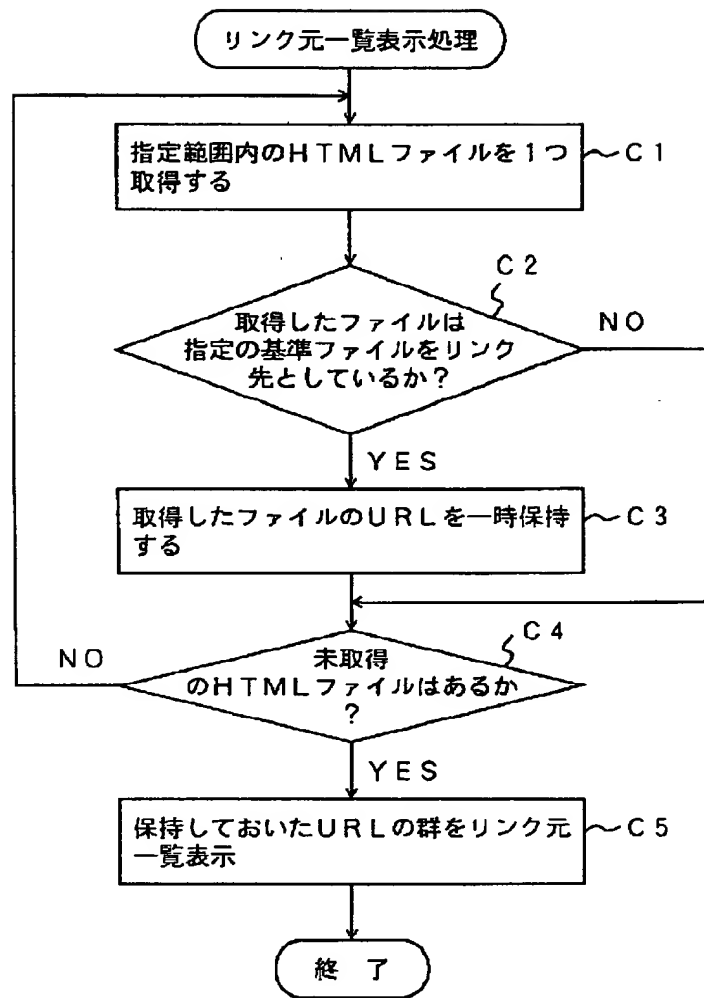 リンク元一覧表示処理
指定範囲内のHTMLファイルを1つ
取得する
C1
C2
取得したファイルは
指定の基準ファイルをリンク
先としているか?
NO
YES
取得したファイルのURLを一時保持
する
C3
C4
NO
未取得
のHTMLファイルはあるか
?
YES
保持しておいたURLの群をリンク元
一覧表示
C5
終了